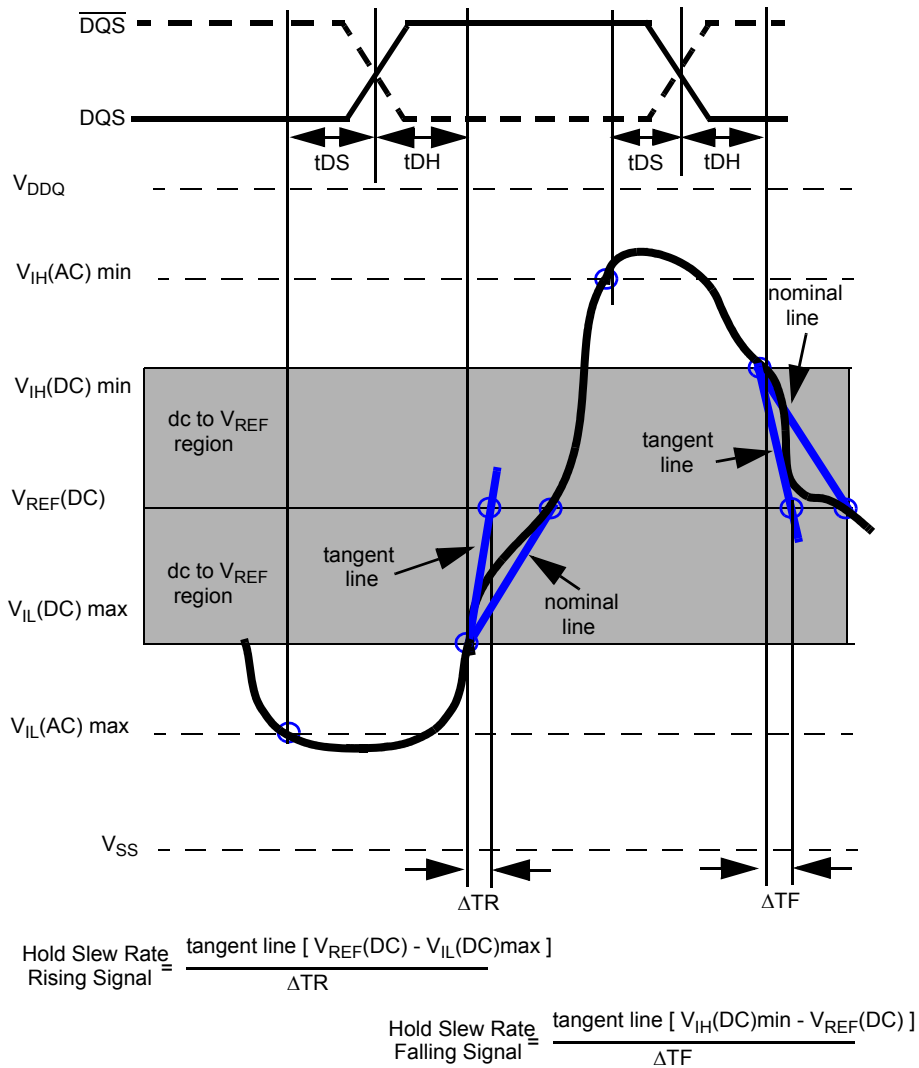 DQS
DQS
tDS
tDH
tDS
tDH
VDDQ
VIH(AC) min
nominal
line
VIH(DC) min
dc to VREF
region
tangent
line
VREF(DC)
tangent
line
dc to VREF
region
nominal
line
VIL(DC) max
VIL(AC) max
VSS
ΔTR
ΔTF
Hold Slew Rate
Rising Signal
=
tangent line [ VREF(DC) - VIL(DC)max ]
ΔTR
Hold Slew Rate
Falling Signal
=
tangent line [ VIH(DC)min - VREF(DC) ]
ΔTF